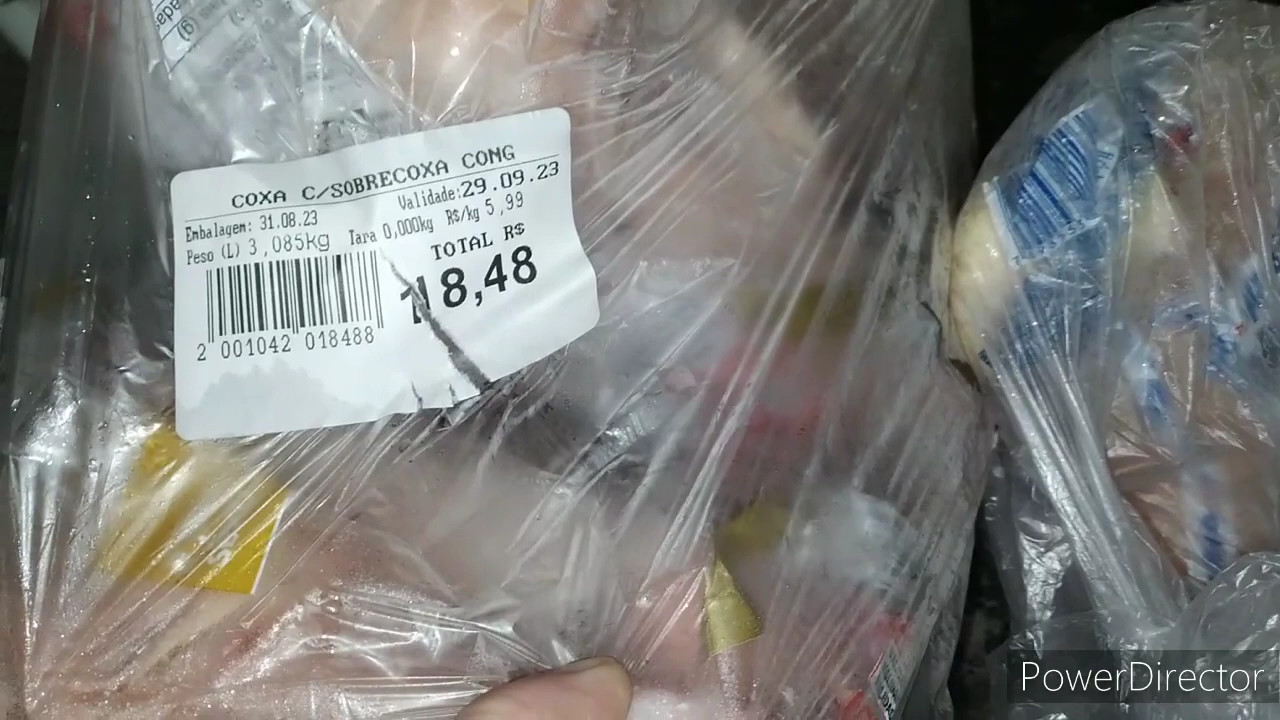 adas
(g)
COXA C/SOBRECOXA CONG
Embalagem: 31.08.23 Validade:29.09.23
Peso (L) 3,085kg Tara 0,000kg R$/kg 5,99
TOTAL R$
18,48
2 001042 018488
PowerDirector